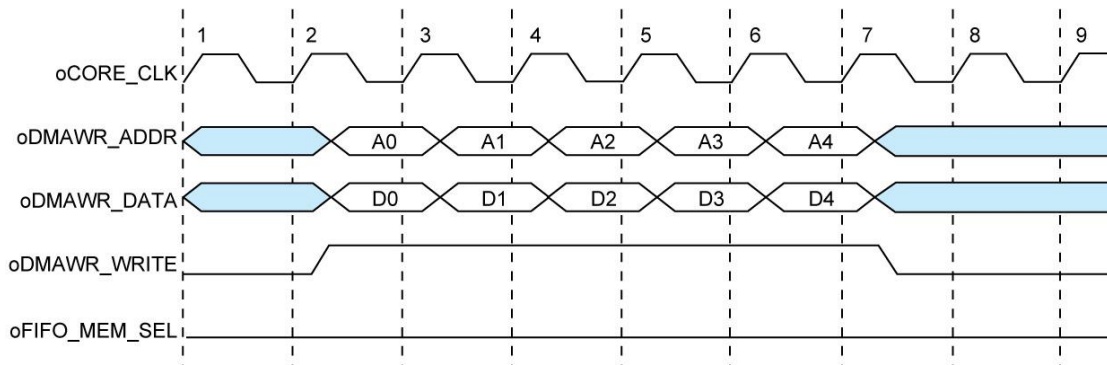 1 2 3 4 5 6 7 8 9
oCORE_CLK
oDMAWR_ADDR A0 A1 A2 A3 A4
oDMAWR_DATA D0 D1 D2 D3 D4
oDMAWR_WRITE
oFIFO_MEM_SEL